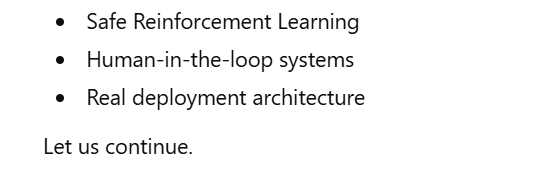 • Safe Reinforcement Learning
• Human-in-the-loop systems
• Real deployment architecture
Let us continue.